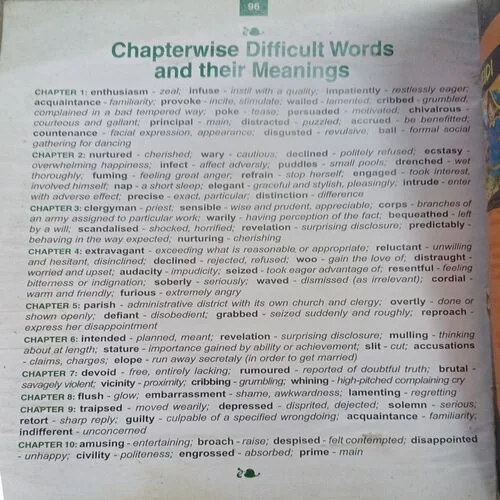 96
Chapterwise Difficult Words
and their Meanings
CHAPTER 1: enthusiasm - zeal; infuse - instil with a quality; impatiently - restlessly eager;
acquaintance - familiarity; provoke - incite, stimulate; wailed - lamented; cribbed - grumbled,
complained in a bad tempered way; poke - tease; persuaded - motivated; chivalrous -
courteous and gallant; principal - main; distracted - puzzled; accrued - be benefitted;
countenance - facial expression, appearance; disgusted - revulsive; ball - formal social
gathering for dancing
CHAPTER 2: nurtured - cherished; wary - cautious; declined - politely refused; ecstasy -
overwhelming happiness; infect - affect adversly; puddles - small pools; drenched - wet
thoroughly; fuming - feeling great anger; refrain - stop herself; engaged - took interest,
involved himself; nap - a short sleep; elegant - graceful and stylish, pleasingly; intrude - enter
with adverse effect; precise - exact, particular; distinction - difference
CHAPTER 3: clergyman - priest; sensible - wise and prudent, appreciable; corps - branches of
an army assigned to particular work; warily - having perception of the fact; bequeathed - left
by a will; scandalised - shocked, horrified; revelation - surprising disclosure; predictably -
behaving in the way expected; nurturing - cherishing
CHAPTER 4: extravagant - exceeding what is reasonable or appropriate; reluctant - unwilling
and hesitant, disinclined; declined - rejected, refused; woo - gain the love of; distraught -
worried and upset; audacity - impudicity; seized - took eager advantage of; resentful - feeling
bitterness or indignation; soberly - seriously; waved - dismissed (as irrelevant); cordial -
warm and friendly; furious - extremely angry
CHAPTER 5: parish - administrative district with its own church and clergy; overtly - done or
shown openly; defiant - disobedient; grabbed - seized suddenly and roughly; reproach -
express her disappointment
CHAPTER 6: intended - planned, meant; revelation - surprising disclosure; mulling - thinking
about at length; stature - importance gained by ability or achievement; slit - cut; accusations
- claims, charges; elope - run away secretaly (in order to get married)
CHAPTER 7: devoid - free, entirely lacking; rumoured - reported of doubtful truth; brutal -
savagely violent; vicinity - proximity; cribbing - grumbling; whining - high-pitched complaining cry
CHAPTER 8: flush - glow; embarrassment - shame, awkwardness; lamenting - regretting
CHAPTER 9: traipsed - moved wearily; depressed - disprited, dejected; solemn - serious;
retort - sharp reply; guilty - culpable of a specified wrongdoing; acquaintance - familiarity;
indifferent - unconcerned
CHAPTER 10: amusing - entertaining; broach - raise; despised - felt contempted; disappointed
- unhappy; civility - politeness; engrossed - absorbed; prime - main